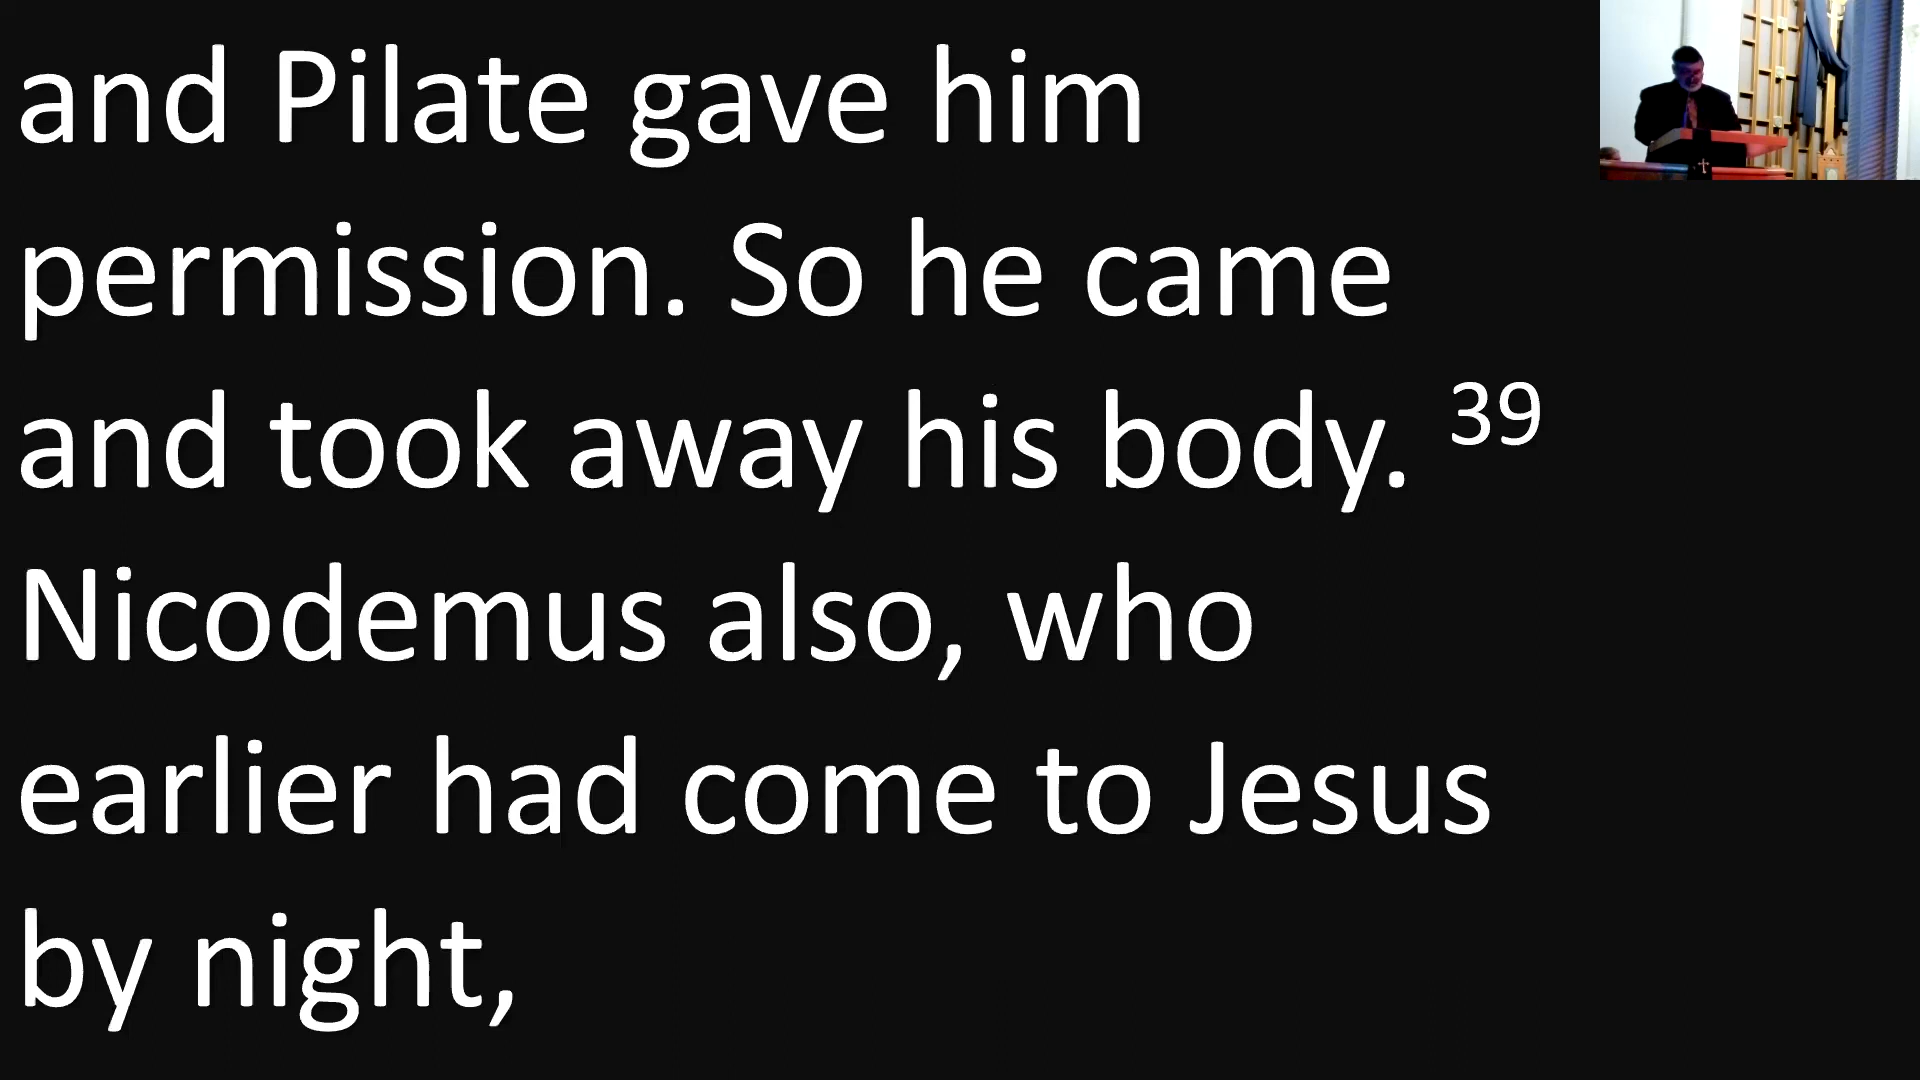 and Pilate gave him
permission. So he came
and took away his body. 39
Nicodemus also, who
earlier had come to Jesus
by night,